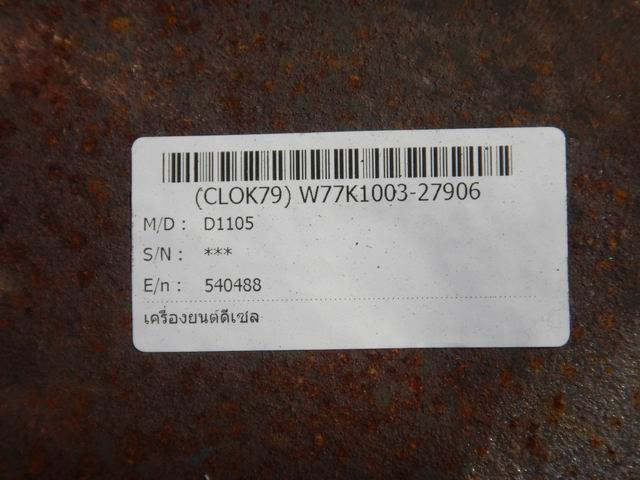 (CLOK79) W77K1003-27906
M/D : D1105
S/N : ***
E/n : 540488
เครื่องยนต์ดีเซล